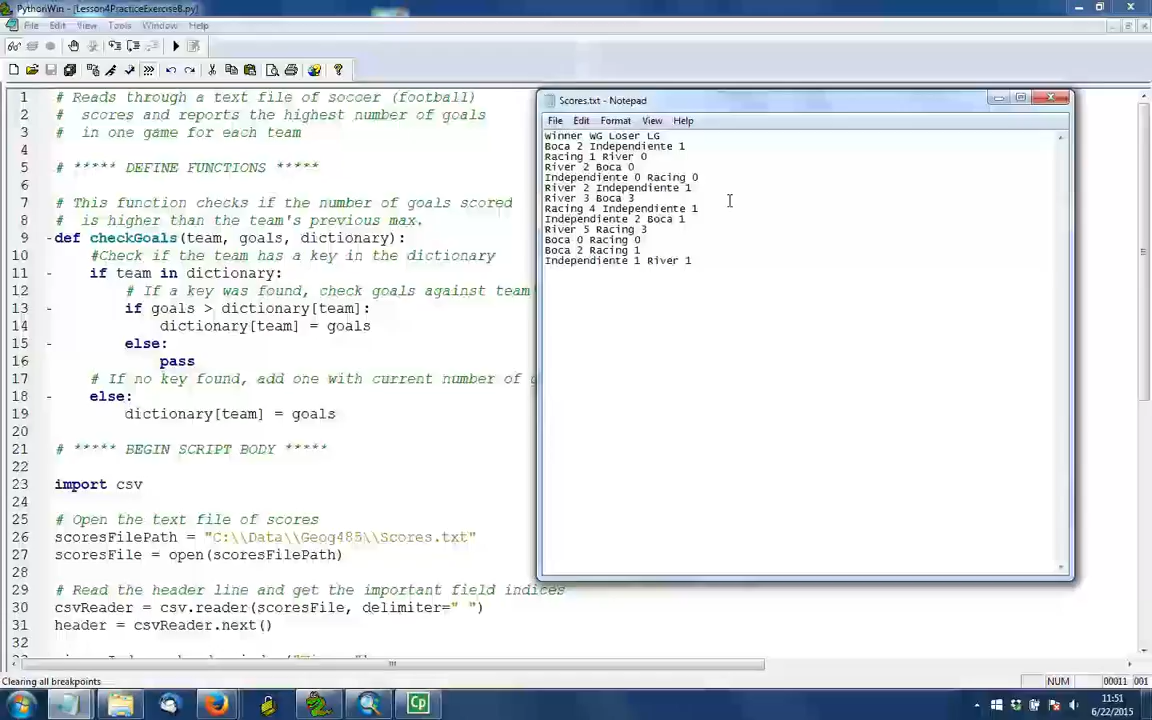 PythonWin - [Lesson4PracticeExerciseB.py]
File Edit View Tools Window Help
1 # Reads through a text file of soccer (football)
2 # scores and reports the highest number of goals
3 # in one game for each team
4
5 # ***** DEFINE FUNCTIONS *****
6
7 # This function checks if the number of goals scored
8 # is higher than the team's previous max.
9 def checkGoals(team, goals, dictionary):
10 #Check if the team has a key in the dictionary
11 if team in dictionary:
12 # If a key was found, check goals against team'
13 if goals > dictionary[team]:
14 dictionary[team] = goals
15 else:
16 pass
17 # If no key found, add one with current number of g
18 else:
19 dictionary[team] = goals
20
21 # ***** BEGIN SCRIPT BODY *****
22
23 import csv
24
25 # Open the text file of scores
26 scoresFilePath = "C:\\Data\\Geog485\\Scores.txt"
27 scoresFile = open(scoresFilePath)
28
29 # Read the header line and get the important field indices
30 csvReader = csv.reader(scoresFile, delimiter=" ")
31 header = csvReader.next()
32
Scores.txt - Notepad
File Edit Format View Help
Winner WG Loser LG
Boca 2 Independiente 1
Racing 1 River 0
River 2 Boca 0
Independiente 0 Racing 0
River 2 Independiente 1
River 3 Boca 3
Racing 4 Independiente 1
Independiente 2 Boca 1
River 5 Racing 3
Boca 0 Racing 0
Boca 2 Racing 1
Independiente 1 River 1
Clearing all breakpoints
NUM 00011 001
Cp
11:51
6/22/2015